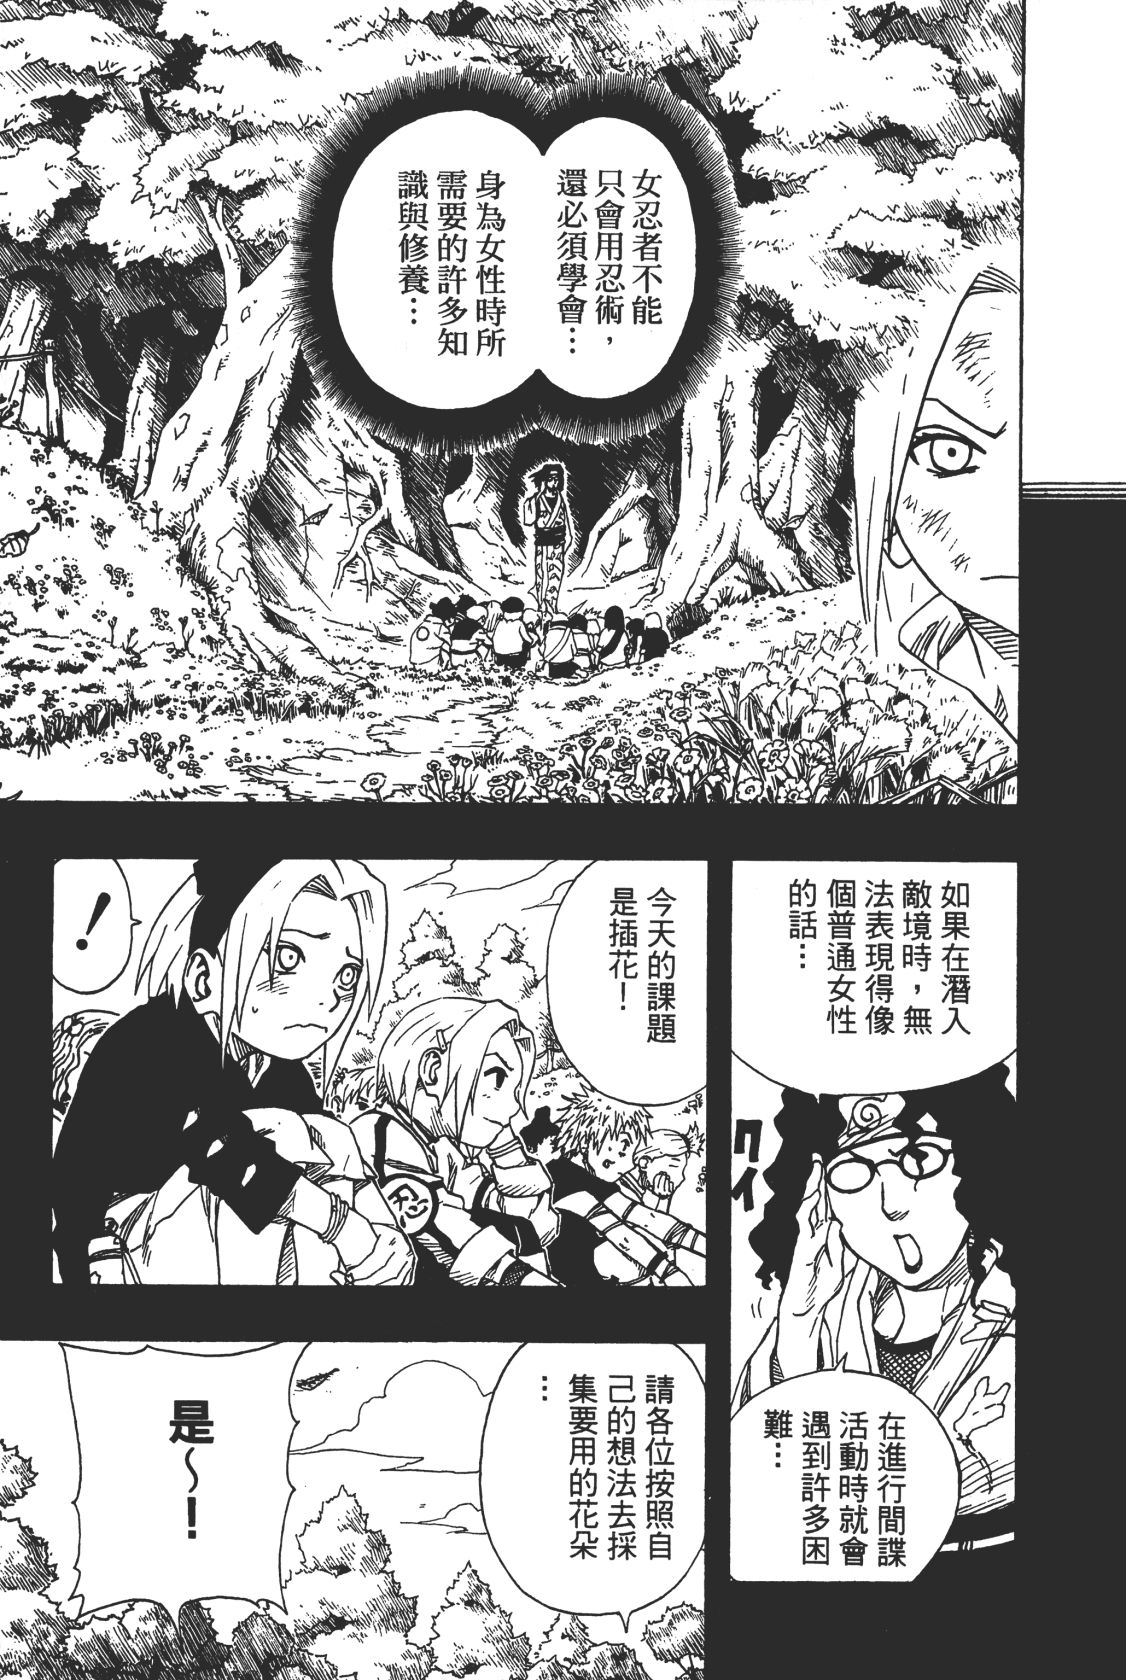 女忍者不能
只會用忍術，
還必須學會…
身為女性時所
需要的許多知
識與修養…
如果在潛入
敵境時，無
法表現得像
個普通女性
的話…
クイ
在進行間諜
活動時就會
遇到許多困
難…
今天的課題
是插花！
！
忍
請各位按照自
己的想法去採
集要用的花朵
…
是～！